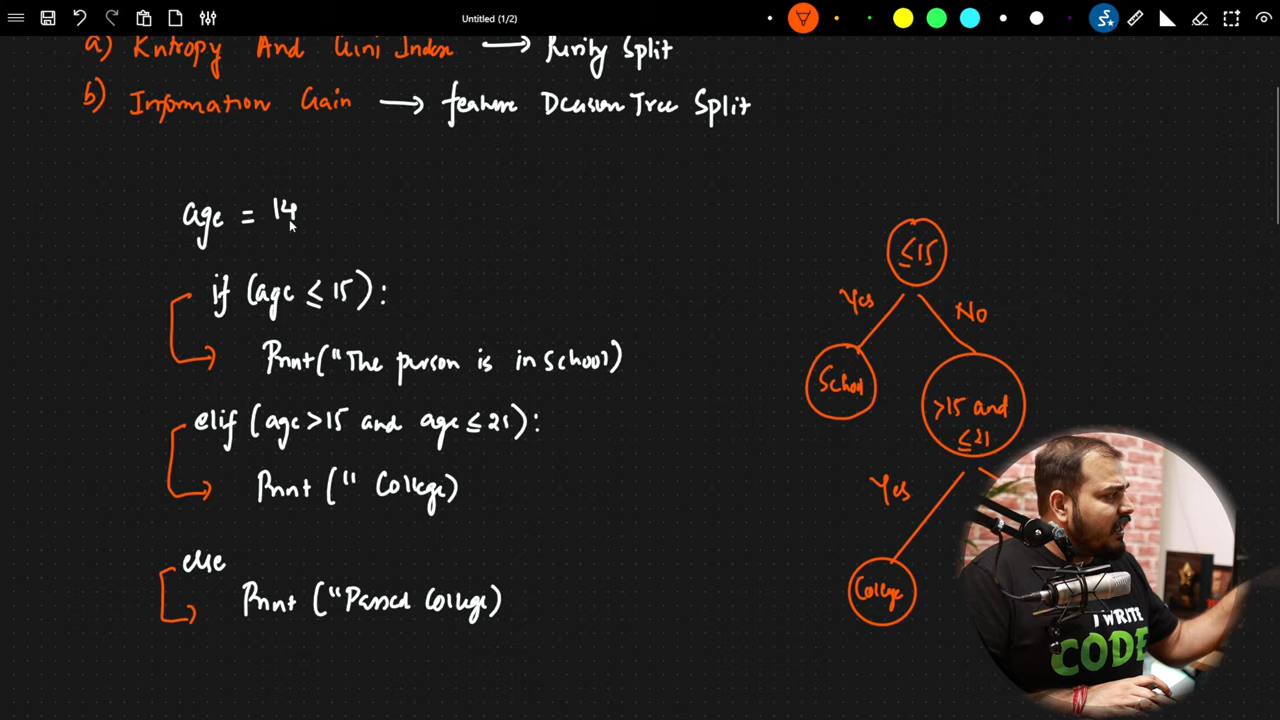 Untitled (1/2)
a) Entropy And Gini Index → Purity Split
b) Information Gain → feature Decision Tree Split
age = 14
if (age ≤ 15):
Print("The person is in School)
elif (age > 15 and age ≤ 21):
Print (" College)
else
Print ("Passed College)
≤15
Yes
No
School
>15 and
≤21
Yes
College
I WRITE
CODE